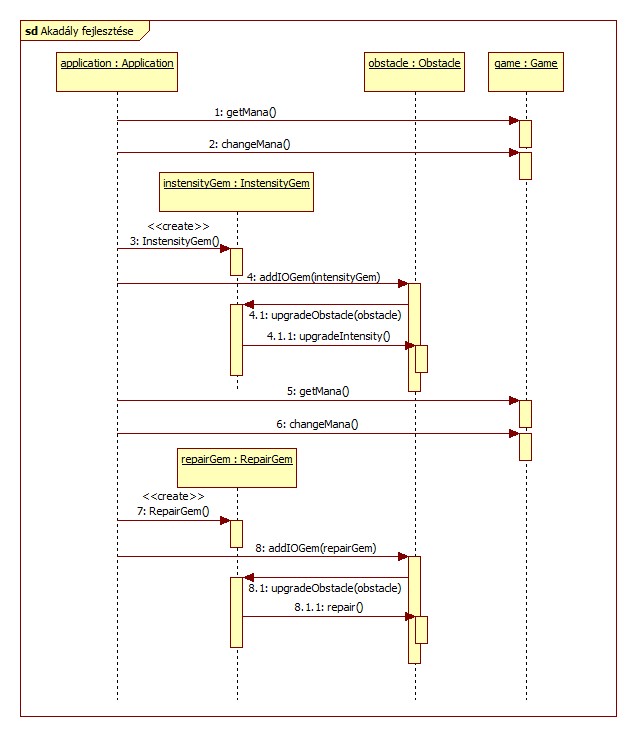 sd Akadály fejlesztése
application : Application
obstacle : Obstacle
game : Game
1: getMana()
2: changeMana()
instensityGem : InstensityGem
<<create>>
3: InstensityGem()
4: addIOGem(intensityGem)
4.1: upgradeObstacle(obstacle)
4.1.1: upgradeIntensity()
5: getMana()
6: changeMana()
repairGem : RepairGem
<<create>>
7: RepairGem()
8: addIOGem(repairGem)
8.1: upgradeObstacle(obstacle)
8.1.1: repair()